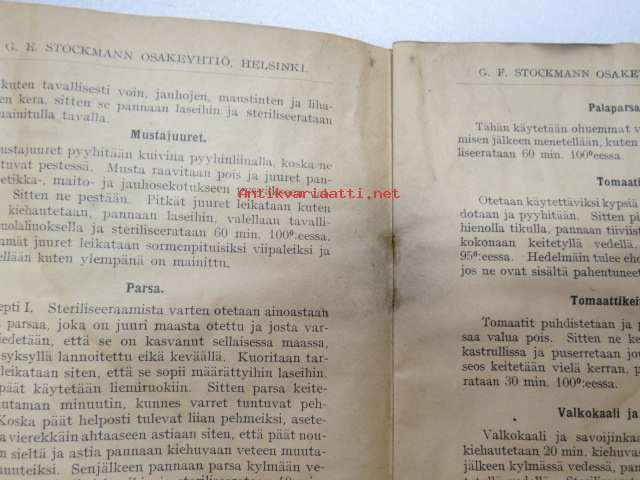 G. E. STOCKMANN OSAKEYHTIÖ, HELSINKI.
kuten tavallisesti voin, jauhojen, maustinten ja liha-
en kera, sitten se pannaan laseihin ja steriliseerataan
mainitulla tavalla.
Mustajuuret.
ustajuuret pyyhitään kuivina pyyhinliinalla, koska ne
tuvat pestessä. Musta raavitaan pois ja juuret pan-
etikka-, maito- ja jauhosekotukseen
Sitten ne pestään. Pitkät juuret leikataan kuten
kiehautetaan, pannaan laseihin, valellaan tavalli-
uolaliuoksella ja steriliseerataan 60 min. 100°:eessa.
mmät juuret leikataan sormenpituisiksi viipaleiksi ja
ellään kuten ylempänä on mainittu.
Parsa.
epti I. Steriliseeraamista varten otetaan ainoastaan
parsaa, joka on juuri maasta otettu ja josta var-
edetään, että se on kasvanut sellaisessa maassa,
syksyllä lannoitettu eikä keväällä. Kuoritaan tar-
leikataan siten, että se sopii määrättyihin laseihin.
päät käytetään liemiruokiin. Sitten parsa keite-
utaman minuutin, kunnes varret tuntuvat peh-
Koska päät helposti tulevat liian pehmeiksi, asete-
a vierekkäin ahtaaseen astiaan siten, että päät nou-
n sieltä ja astia pannaan kiehuvaan veteen muuta-
nuuteiksi. Senjälkeen pannaan parsa kylmään ve-
Antikvariaatti.net
G. F. STOCKMANN OSAKEY
Palaparsa
Tähän käytetään ohuemmat v
misen jälkeen menetellään, kuten
liseerataan 60 min. 100°:eessa.
Tomaatti
Otetaan käytettäviksi kypsiä
dotaan ja pyyhitään. Sitten pi
hienolla tikulla, pannaan tiivist
kokonaan keitetyllä vedellä.
95°:eessa. Hedelmäin tulee eho
jos ne ovat sisältä pahentuneet
Tomaattikeit
Tomaatit puhdistetaan ja p
saa valua pois. Sitten ne ke
kastrullissa ja puserretaan jou
seos keitetään vielä kerran, p
rataan 30 min. 100°:eessa.
Valkokaali ja
Valkokaali ja savoijinkaa
kiehautetaan 20 min. kiehuvas
jälkeen kylmässä vedessä, pan